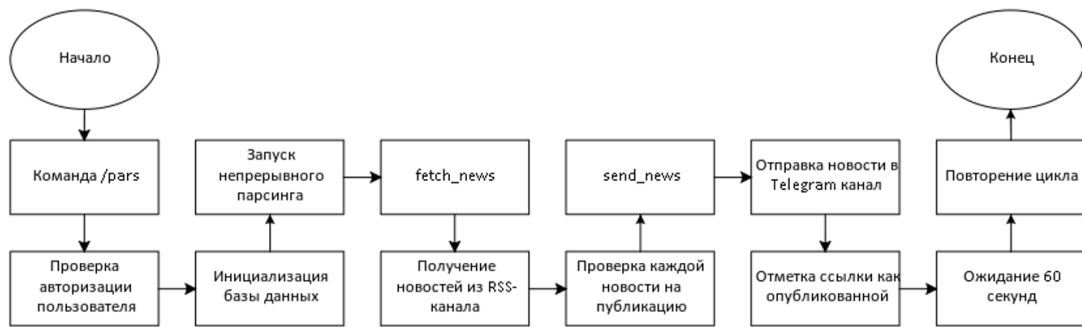 Начало
Команда /pars
Проверка
авторизации
пользователя
Инициализация
базы данных
Запуск
непрерывного
парсинга
fetch_news
Получение
новостей из RSS-
канала
Проверка каждой
новости на
публикацию
send_news
Отправка новости в
Telegram канал
Отметка ссылки как
опубликованной
Ожидание 60
секунд
Повторение цикла
Конец